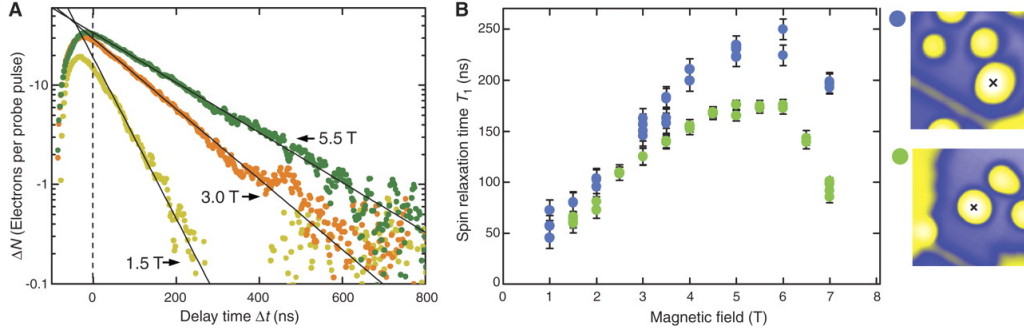 A
ΔN (Electrons per probe pulse)
-10
-1
-0.1
5.5 T
3.0 T
1.5 T
0
200
400
600
800
Delay time Δt (ns)
B
Spin relaxation time T1 (ns)
250
200
150
100
50
0
0
1
2
3
4
5
6
7
8
Magnetic field (T)
×
×